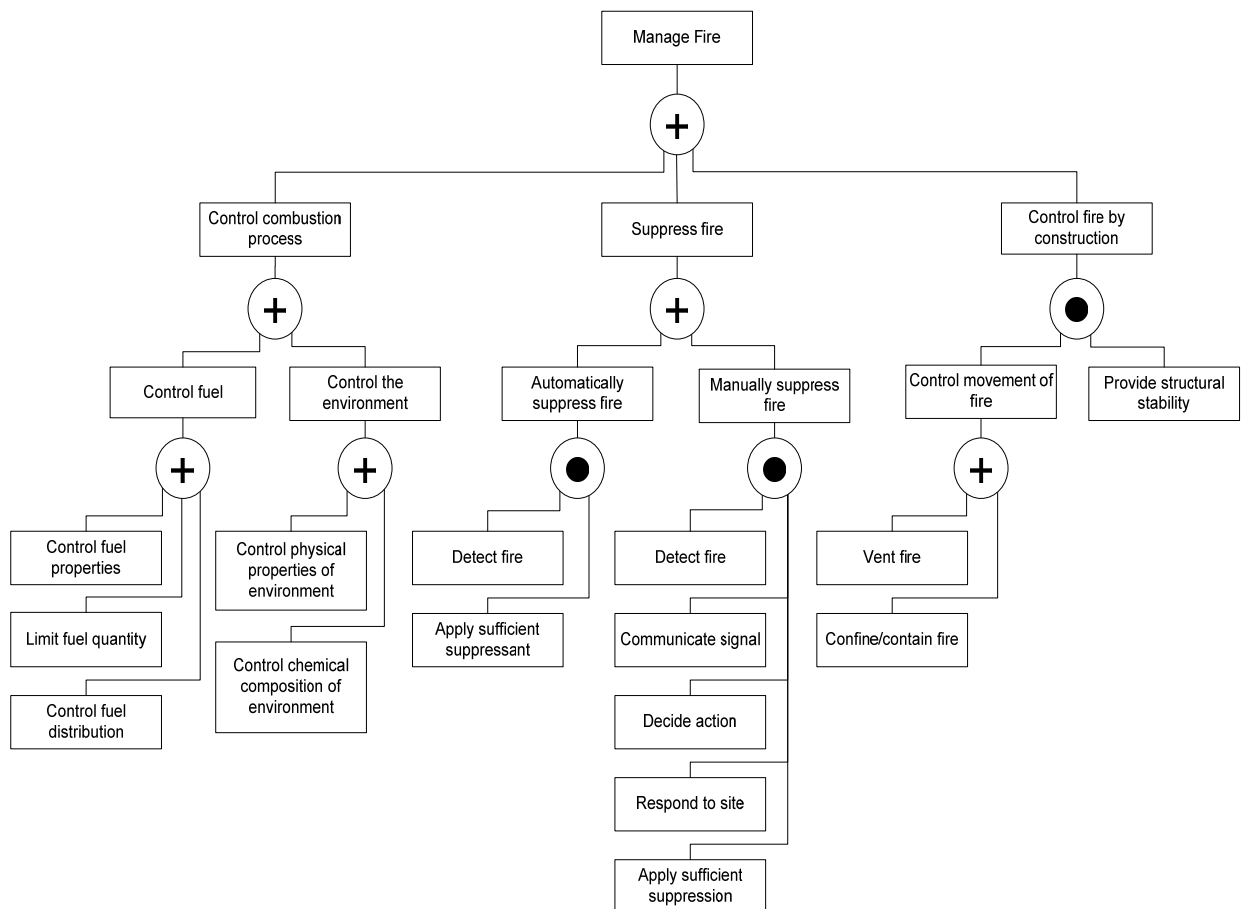 Manage Fire
+
Control combustion
process
Suppress fire
Control fire by
construction
+
+
Control fuel
Control the
environment
Automatically
suppress fire
Manually suppress
fire
Control movement of
fire
Provide structural
stability
+
+
+
Control fuel
properties
Control physical
properties of
environment
Detect fire
Detect fire
Vent fire
Limit fuel quantity
Control chemical
composition of
environment
Apply sufficient
suppressant
Communicate signal
Confine/contain fire
Control fuel
distribution
Decide action
Respond to site
Apply sufficient
suppression